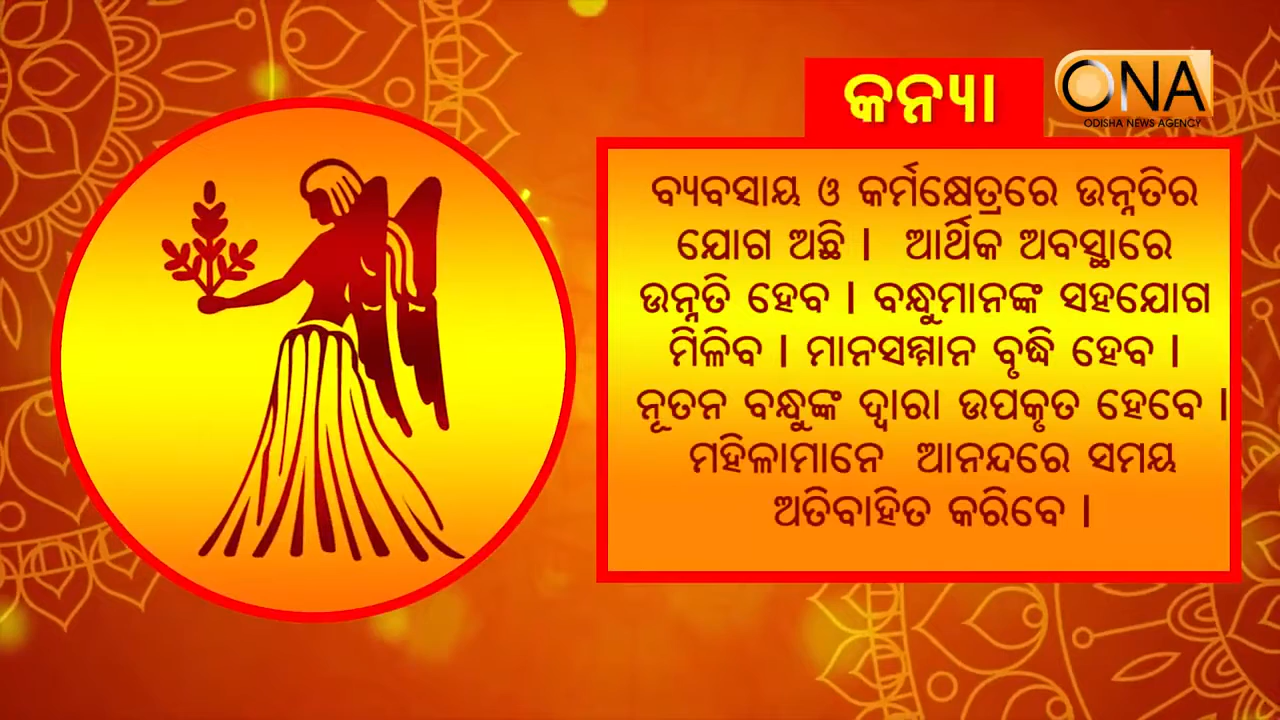 କନ୍ୟା
ONA
ODISHA NEWS AGENCY
ବ୍ୟବସାୟ ଓ କର୍ମକ୍ଷେତ୍ରରେ ଉନ୍ନତିର
ଯୋଗ ଅଛି । ଆର୍ଥିକ ଅବସ୍ଥାରେ
ଉନ୍ନତି ହେବ । ବନ୍ଧୁମାନଙ୍କ ସହଯୋଗ
ମିଳିବ । ମାନସମ୍ମାନ ବୃଦ୍ଧି ହେବ ।
ନୂତନ ବନ୍ଧୁଙ୍କ ଦ୍ୱାରା ଉପକୃତ ହେବେ ।
ମହିଳାମାନେ ଆନନ୍ଦରେ ସମୟ
ଅତିବାହିତ କରିବେ ।